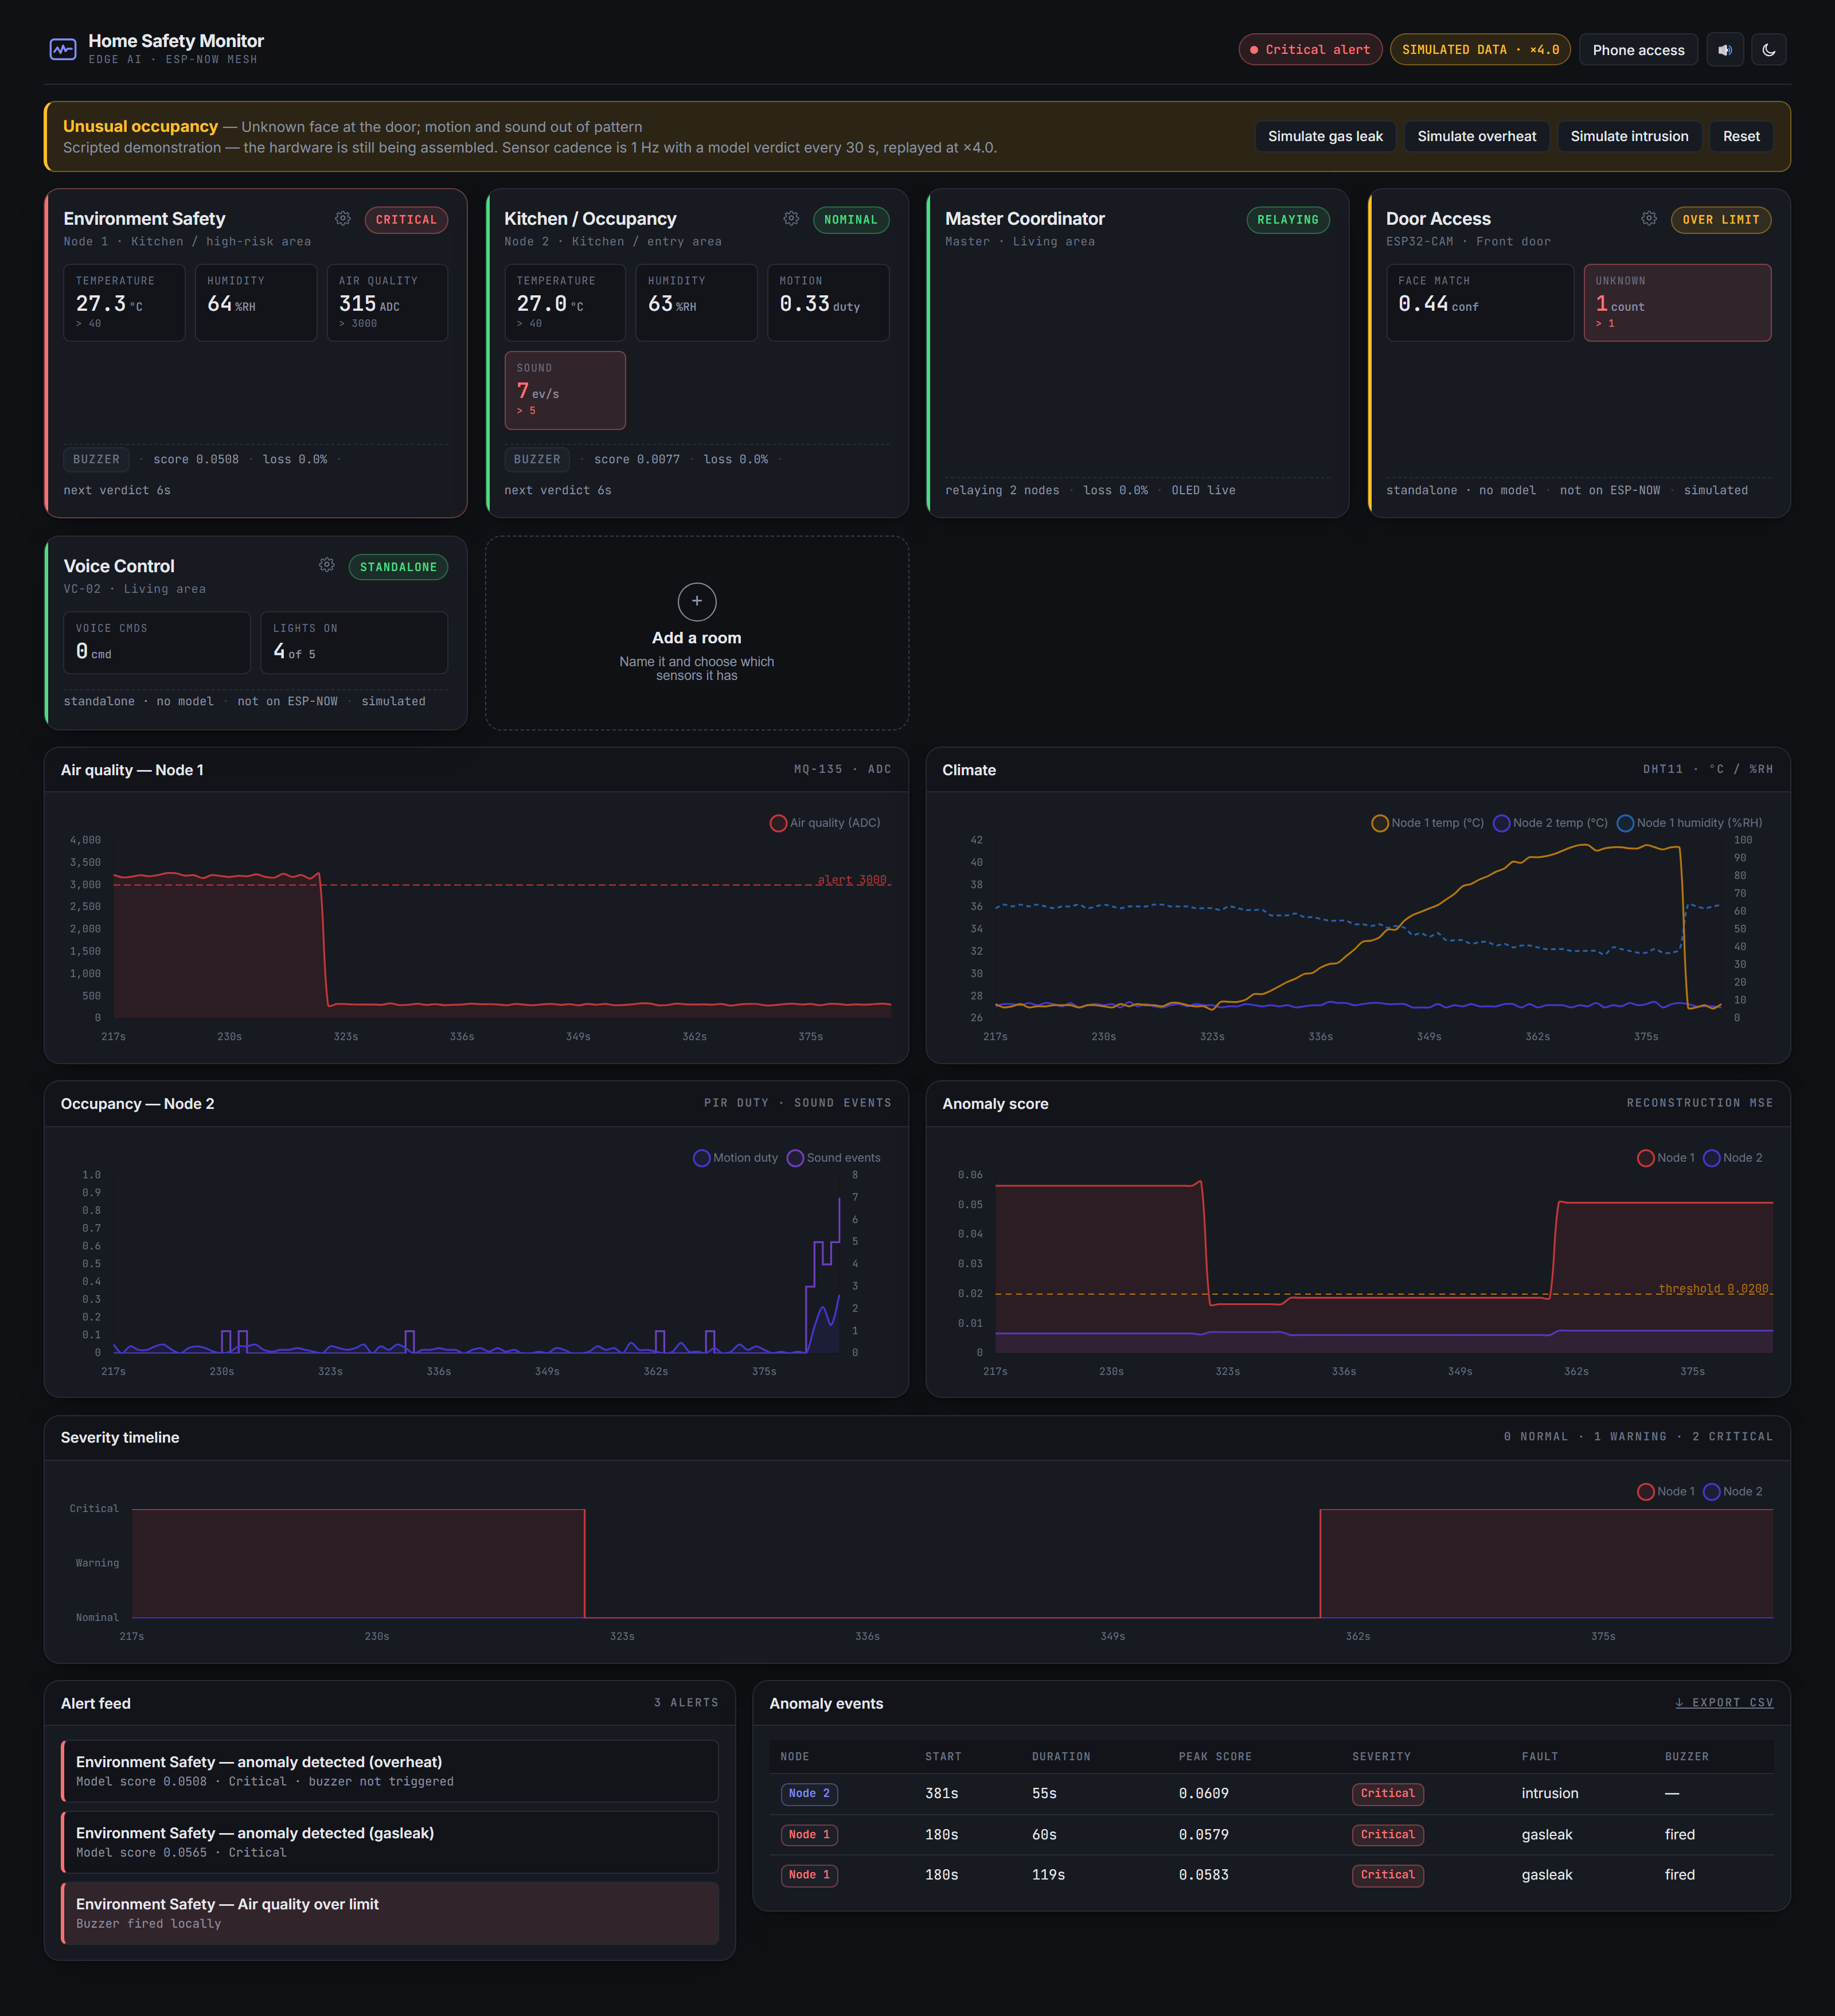 Home Safety Monitor
EDGE AI · ESP-NOW MESH
Critical alert
SIMULATED DATA · ×4.0
Phone access
Unusual occupancy — Unknown face at the door; motion and sound out of pattern
Scripted demonstration — the hardware is still being assembled. Sensor cadence is 1 Hz with a model verdict every 30 s, replayed at ×4.0.
Simulate gas leak
Simulate overheat
Simulate intrusion
Reset
Environment Safety
CRITICAL
Node 1 · Kitchen / high-risk area
TEMPERATURE
27.3 °C
> 40
HUMIDITY
64 %RH
AIR QUALITY
315 ADC
> 3000
BUZZER · score 0.0508 · loss 0.0% ·
next verdict 6s
Kitchen / Occupancy
NOMINAL
Node 2 · Kitchen / entry area
TEMPERATURE
27.0 °C
> 40
HUMIDITY
63 %RH
MOTION
0.33 duty
SOUND
7 ev/s
> 5
BUZZER · score 0.0077 · loss 0.0% ·
next verdict 6s
Master Coordinator
RELAYING
Master · Living area
relaying 2 nodes · loss 0.0% · OLED live
Door Access
OVER LIMIT
ESP32-CAM · Front door
FACE MATCH
0.44 conf
UNKNOWN
1 count
> 1
standalone · no model · not on ESP-NOW · simulated
Voice Control
STANDALONE
VC-02 · Living area
VOICE CMDS
0 cmd
LIGHTS ON
4 of 5
standalone · no model · not on ESP-NOW · simulated
+
Add a room
Name it and choose which
sensors it has
Air quality — Node 1
MQ-135 · ADC
Air quality (ADC)
4,000
3,500
3,000
2,500
2,000
1,500
1,000
500
0
alert 3000
217s 230s 323s 336s 349s 362s 375s
Climate
DHT11 · °C / %RH
Node 1 temp (°C) Node 2 temp (°C) Node 1 humidity (%RH)
42
40
38
36
34
32
30
28
26
100
90
80
70
60
50
40
30
20
10
0
217s 230s 323s 336s 349s 362s 375s
Occupancy — Node 2
PIR DUTY · SOUND EVENTS
Motion duty Sound events
1.0
0.9
0.8
0.7
0.6
0.5
0.4
0.3
0.2
0.1
0
8
7
6
5
4
3
2
1
0
217s 230s 323s 336s 349s 362s 375s
Anomaly score
RECONSTRUCTION MSE
Node 1 Node 2
0.06
0.05
0.04
0.03
0.02
0.01
0
threshold 0.0200
217s 230s 323s 336s 349s 362s 375s
Severity timeline
0 NORMAL · 1 WARNING · 2 CRITICAL
Node 1 Node 2
Critical
Warning
Nominal
217s 230s 323s 336s 349s 362s 375s
Alert feed
3 ALERTS
Environment Safety — anomaly detected (overheat)
Model score 0.0508 · Critical · buzzer not triggered
Environment Safety — anomaly detected (gasleak)
Model score 0.0565 · Critical
Environment Safety — Air quality over limit
Buzzer fired locally
Anomaly events
↓ EXPORT CSV
NODE START DURATION PEAK SCORE SEVERITY FAULT BUZZER
Node 2 381s 55s 0.0609 Critical intrusion —
Node 1 180s 60s 0.0579 Critical gasleak fired
Node 1 180s 119s 0.0583 Critical gasleak fired